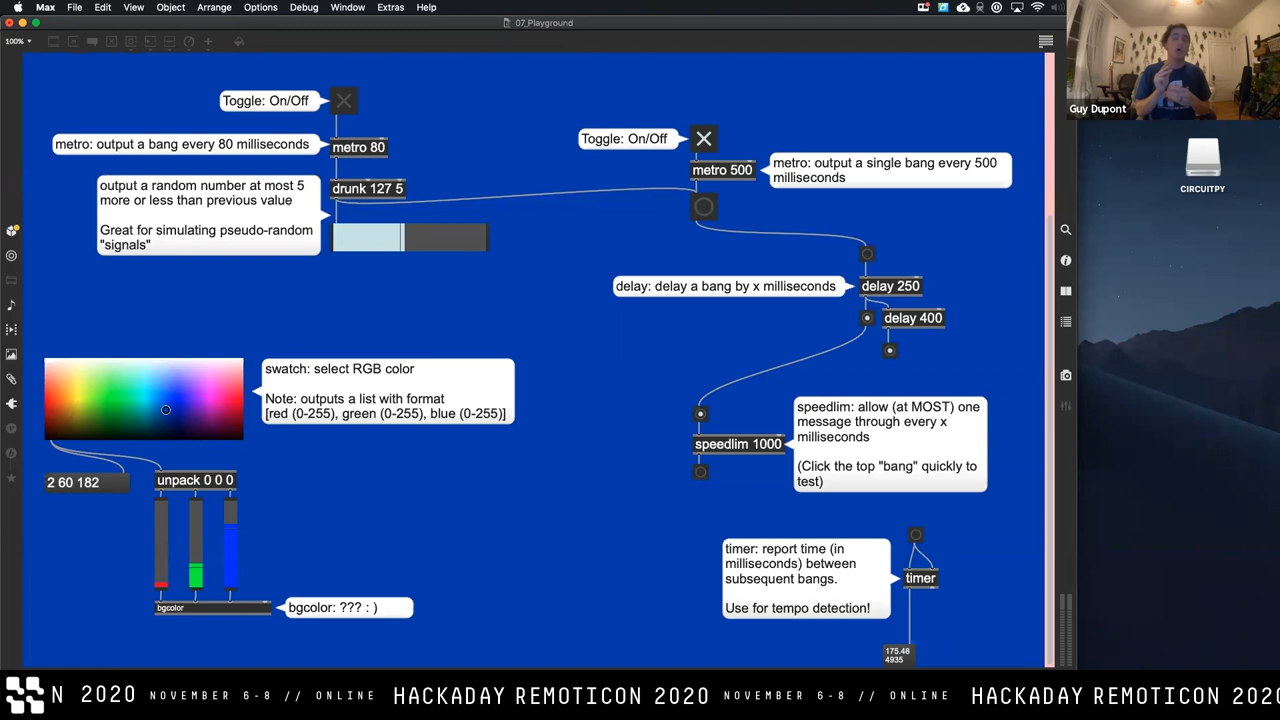 Max File Edit View Object Arrange Options Debug Window Extras Help
07_Playground
100%
Guy Dupont
Toggle: On/Off
metro: output a bang every 80 milliseconds
metro 80
output a random number at most 5
more or less than previous value
Great for simulating pseudo-random
"signals"
drunk 127 5
Toggle: On/Off
metro 500
metro: output a single bang every 500
milliseconds
CIRCUITPY
delay: delay a bang by x milliseconds
delay 250
delay 400
swatch: select RGB color
Note: outputs a list with format
[red (0-255), green (0-255), blue (0-255)]
2 60 182
unpack 0 0 0
bgcolor
bgcolor: ??? : )
speedlim 1000
speedlim: allow (at MOST) one
message through every x
milliseconds
(Click the top "bang" quickly to
test)
timer: report time (in
milliseconds) between
subsequent bangs.
Use for tempo detection!
timer
175.48
4935
N 2020 NOVEMBER 6-8 // ONLINE HACKADAY REMOTICON 2020 NOVEMBER 6-8 // ONLINE HACKADAY REMOTICON 2020